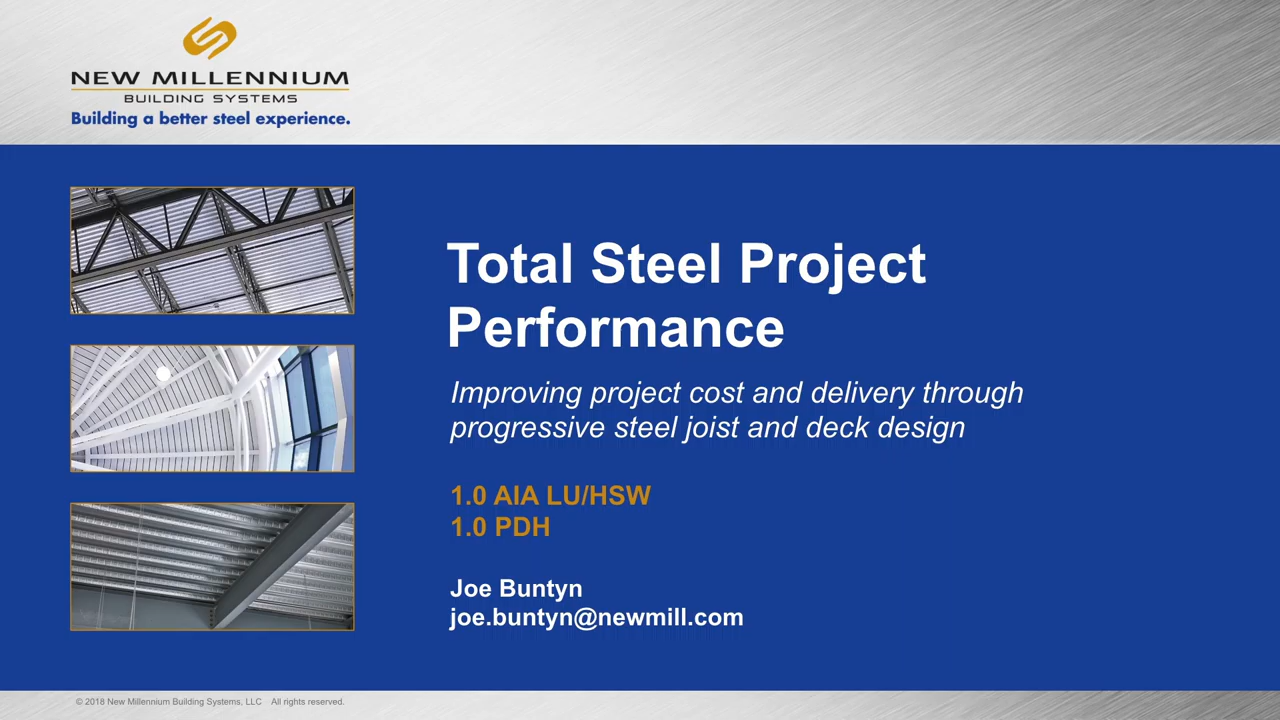 NEW MILLENNIUM
BUILDING SYSTEMS
Building a better steel experience.
Total Steel Project
Performance
Improving project cost and delivery through
progressive steel joist and deck design
1.0 AIA LU/HSW
1.0 PDH
Joe Buntyn
joe.buntyn@newmill.com
© 2018 New Millennium Building Systems, LLC All rights reserved.